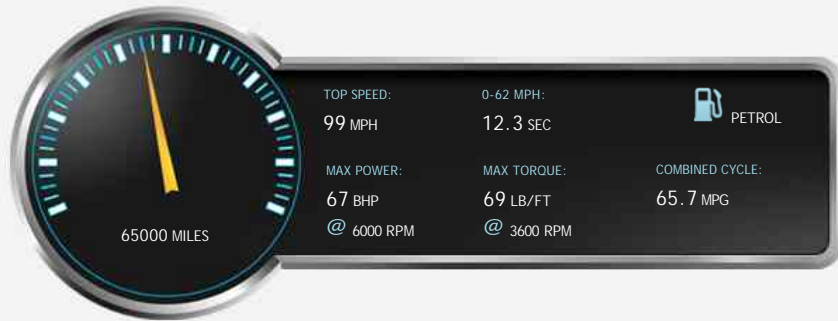 TOP SPEED:
99 MPH
0-62 MPH:
12.3 SEC
PETROL
MAX POWER:
67 BHP
@ 6000 RPM
MAX TORQUE:
69 LB/FT
@ 3600 RPM
COMBINED CYCLE:
65.7 MPG
65000 MILES